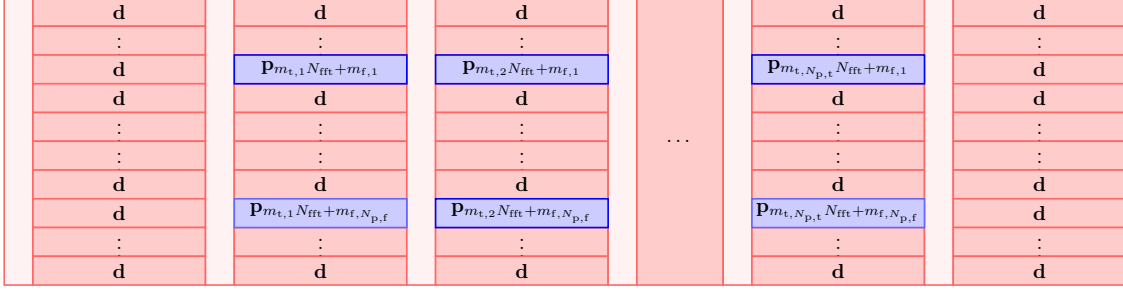 d d d d d
⋮ ⋮ ⋮ ⋮ ⋮
d p_{m_{t,1}N_{fft}+m_{f,1}} p_{m_{t,2}N_{fft}+m_{f,1}} p_{m_{t,N_{p,t}}N_{fft}+m_{f,1}} d
d d d d d
⋮ ⋮ ⋮ ⋮ ⋮
...
⋮ ⋮ ⋮ ⋮ ⋮
d d d d d
d p_{m_{t,1}N_{fft}+m_{f,N_{p,f}}} p_{m_{t,2}N_{fft}+m_{f,N_{p,f}}} p_{m_{t,N_{p,t}}N_{fft}+m_{f,N_{p,f}}} d
⋮ ⋮ ⋮ ⋮ ⋮
d d d d d